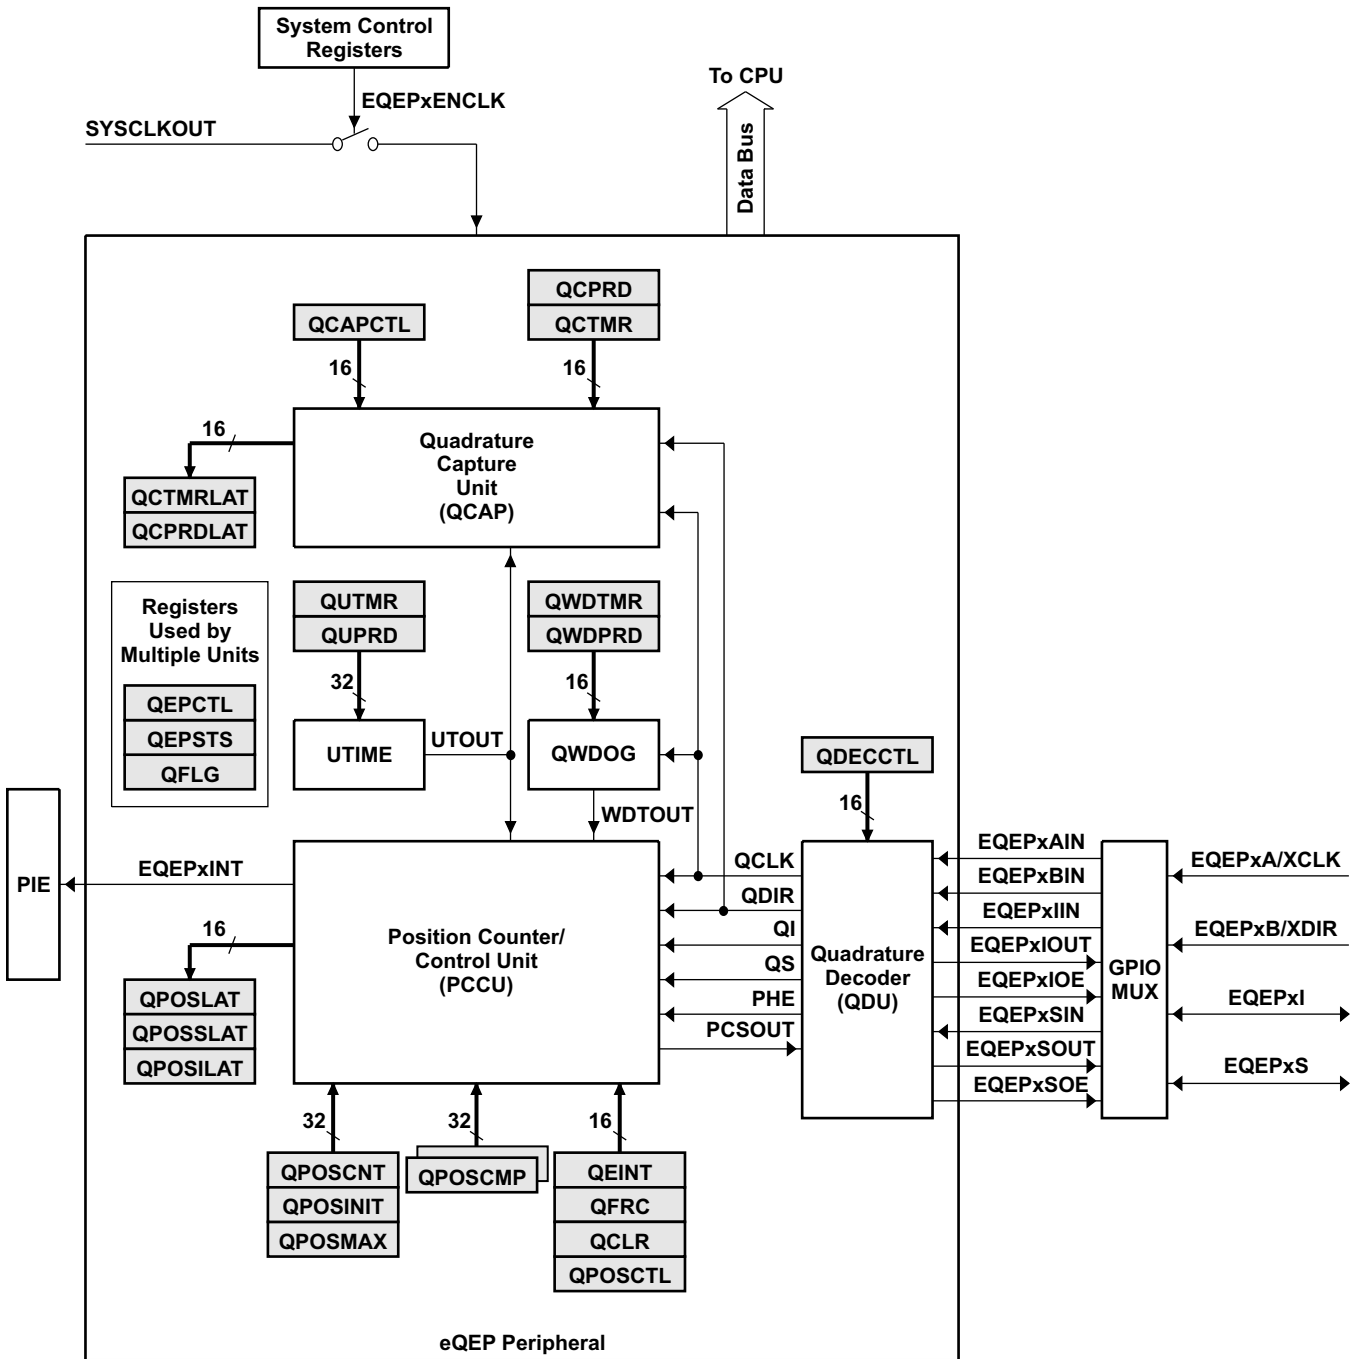 System Control
Registers
To CPU
EQEPxENCLK
SYSCLKOUT
Data Bus
QCPRD
QCAPCTL
QCTMR
16
16
16
Quadrature
Capture
Unit
(QCAP)
QCTMRLAT
QCPRDLAT
Registers
Used by
Multiple Units
QUTMR
QUPRD
QWDTMR
QWDPRD
32
16
QEPCTL
QEPSTS
QFLG
UTIME
UTOUT
QWDOG
QDECCTL
WDTOUT
16
PIE
EQEPxINT
16
Position Counter/
Control Unit
(PCCU)
QCLK
QDIR
QI
QS
PHE
PCSOUT
Quadrature
Decoder
(QDU)
EQEPxAIN
EQEPxBIN
EQEPxIIN
EQEPxIOUT
EQEPxIOE
EQEPxSIN
EQEPxSOUT
EQEPxSOE
GPIO
MUX
EQEPxA/XCLK
EQEPxB/XDIR
EQEPxI
EQEPxS
QPOSLAT
QPOSSLAT
QPOSILAT
32
32
16
QPOSCNT
QPOSINIT
QPOSMAX
QPOSCMP
QEINT
QFRC
QCLR
QPOSCTL
eQEP Peripheral